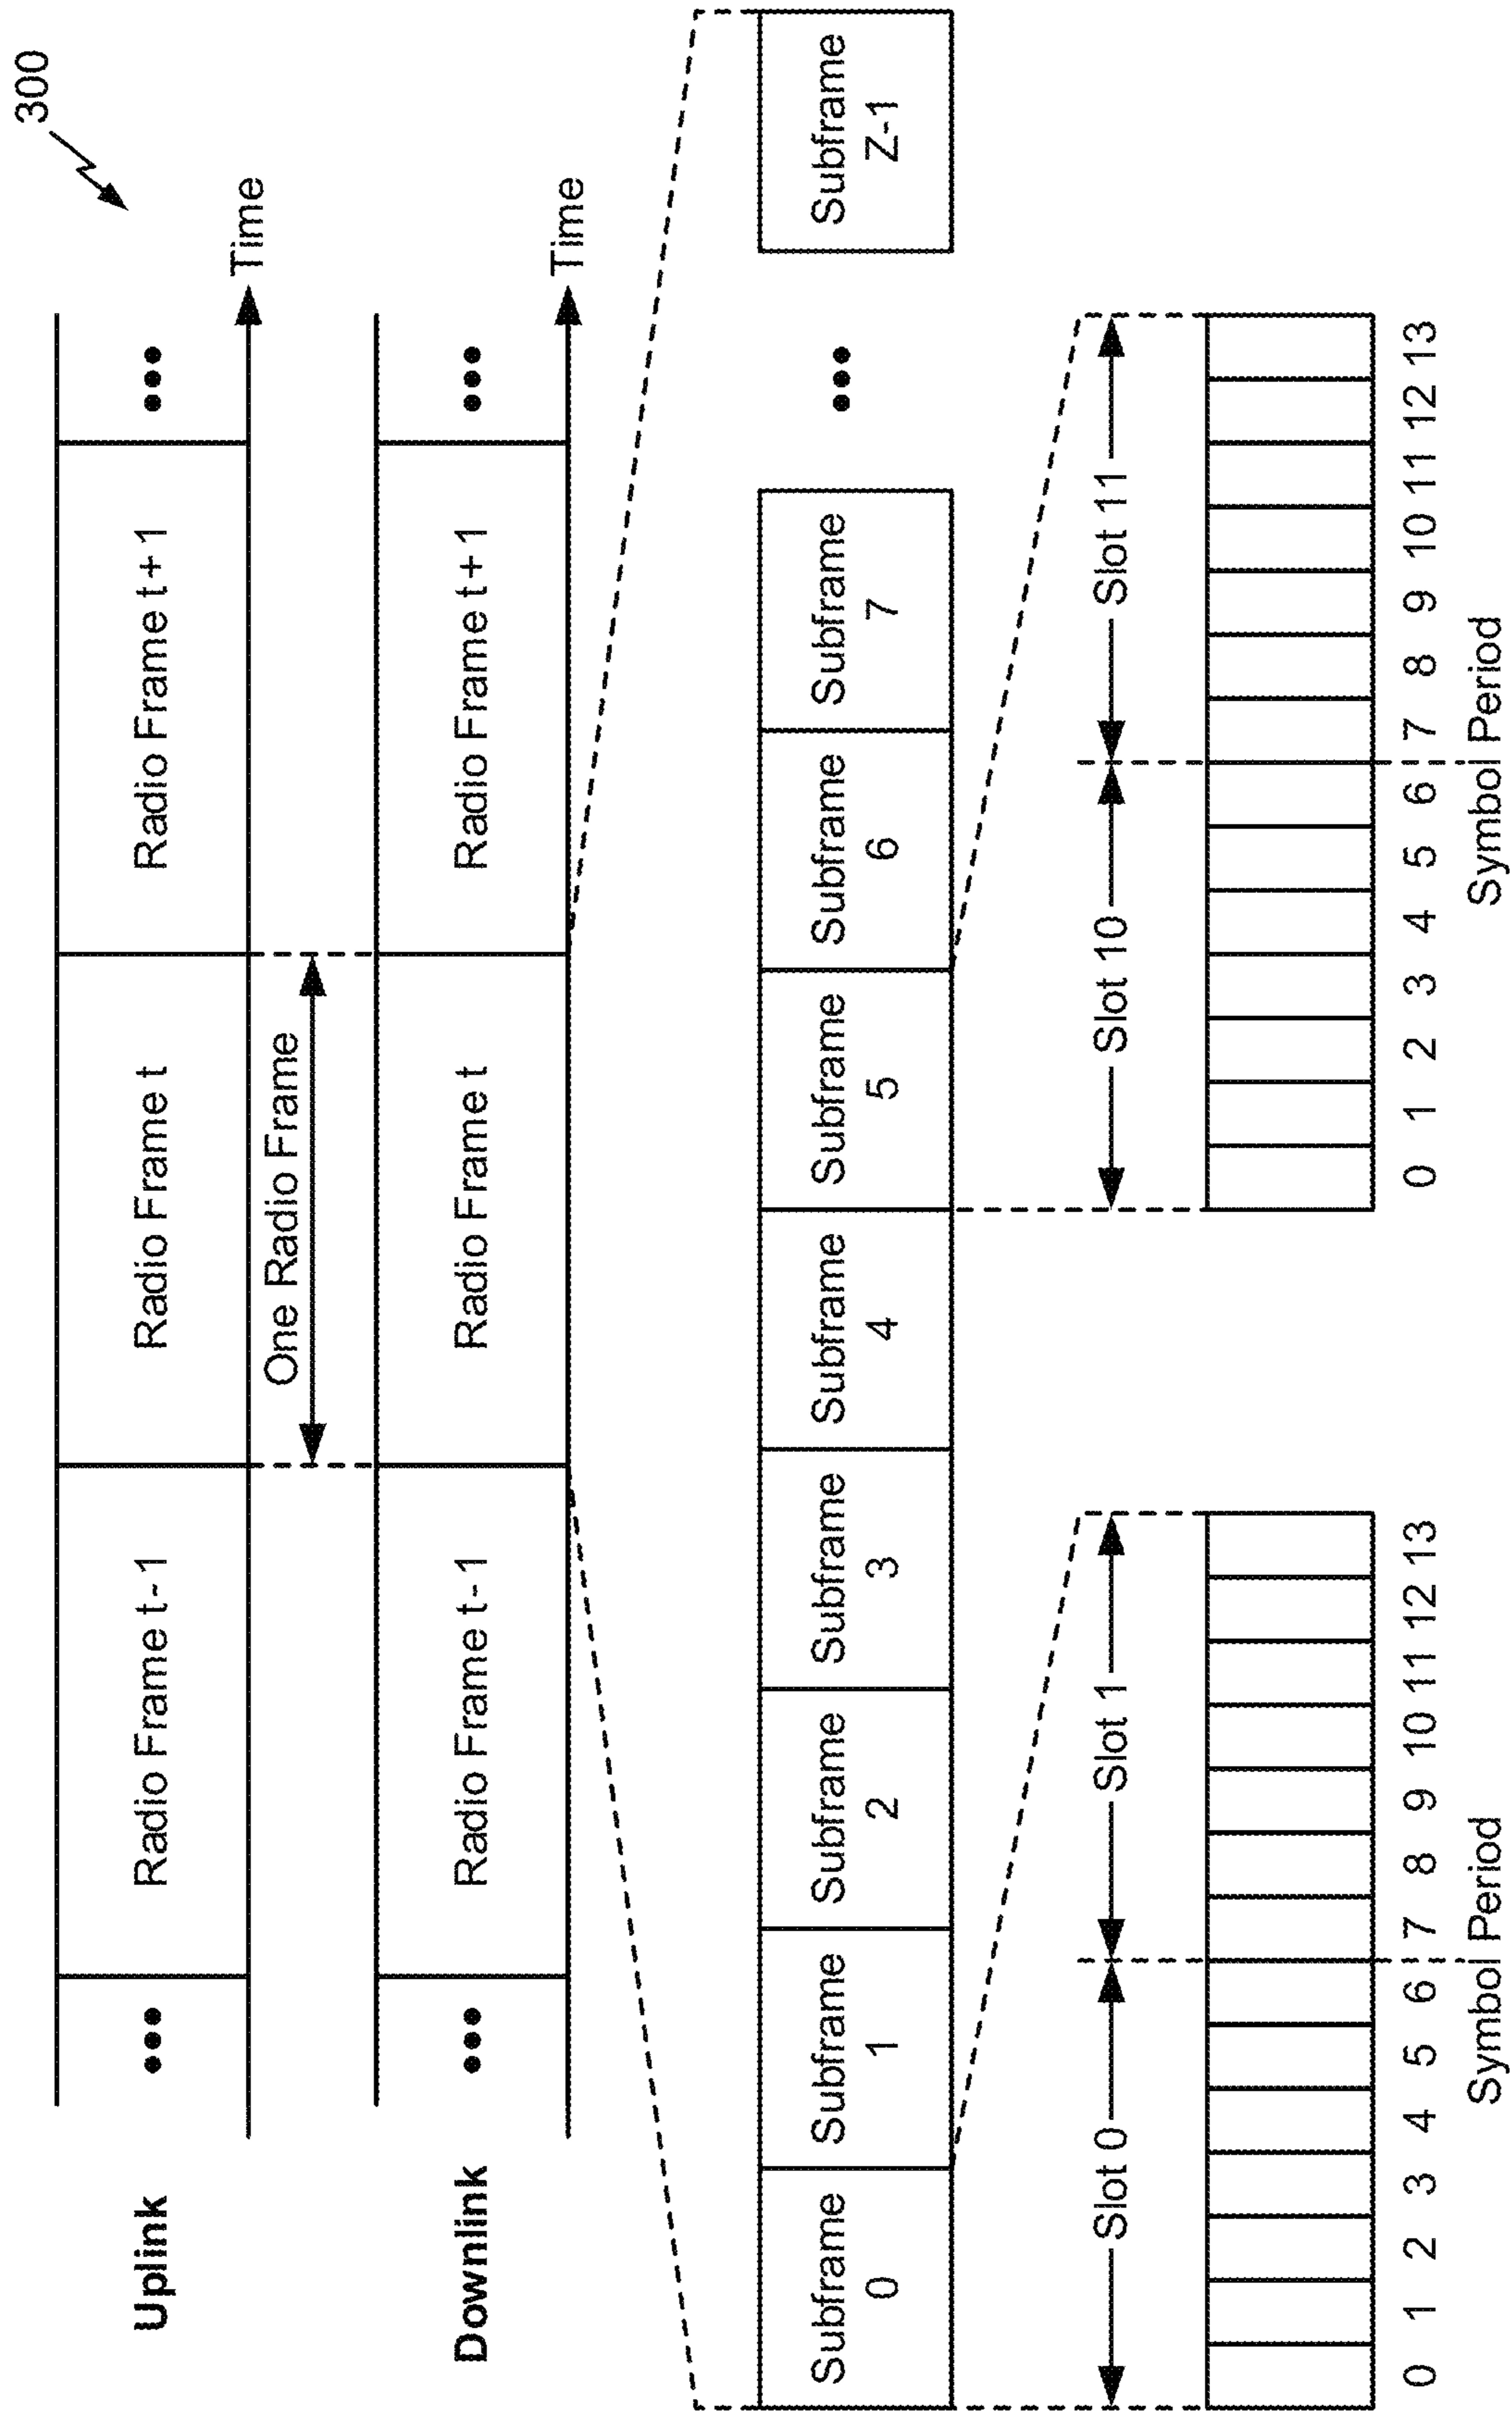 300
Uplink
••• Radio Frame t-1 Radio Frame t Radio Frame t+1 •••
Time
One Radio Frame
Downlink
••• Radio Frame t-1 Radio Frame t Radio Frame t+1 •••
Time
Subframe 0
Subframe 1
Subframe 2
Subframe 3
Subframe 4
Subframe 5
Subframe 6
Subframe 7
•••
Subframe Z-1
Slot 0 Slot 1
0 1 2 3 4 5 6 7 8 9 10 11 12 13
Symbol Period
Slot 10 Slot 11
0 1 2 3 4 5 6 7 8 9 10 11 12 13
Symbol Period